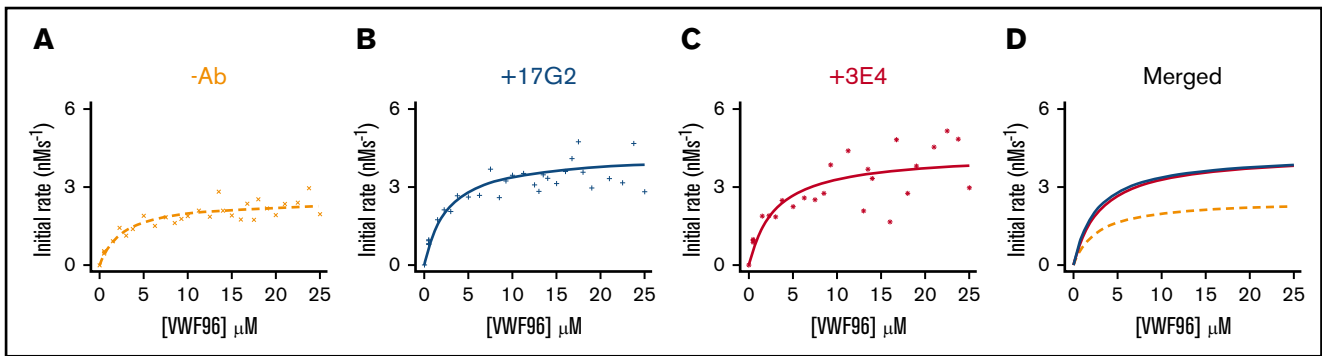 A
-Ab
6
3
0
Initial rate (nMs⁻¹)
0 5 10 15 20 25
[VWF96] μM
B
+17G2
6
3
0
Initial rate (nMs⁻¹)
0 5 10 15 20 25
[VWF96] μM
C
+3E4
6
3
0
Initial rate (nMs⁻¹)
0 5 10 15 20 25
[VWF96] μM
D
Merged
6
3
0
Initial rate (nMs⁻¹)
0 5 10 15 20 25
[VWF96] μM